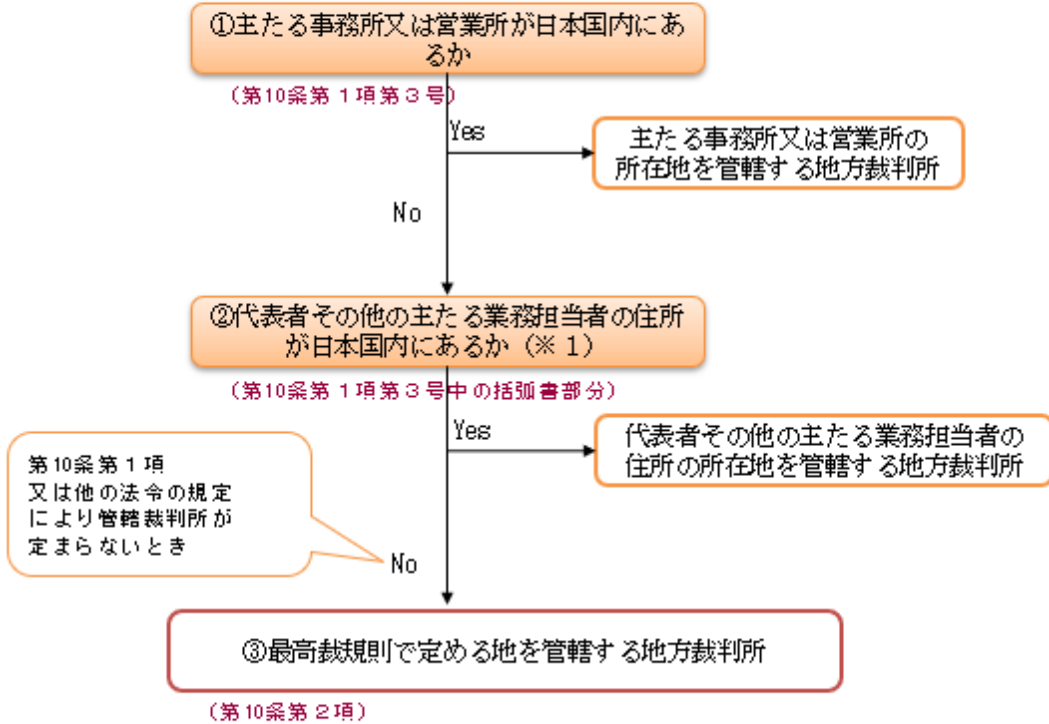 ①主たる事務所又は営業所が日本国内にあ
るか
（第10条第１項第３号）
Yes
主たる事務所又は営業所の
所在地を管轄する地方裁判所
No
②代表者その他の主たる業務担当者の住所
が日本国内にあるか（※１）
（第10条第１項第３号中の括弧書部分）
Yes
代表者その他の主たる業務担当者の
住所の所在地を管轄する地方裁判所
第10条第１項
又は他の法令の規定
により管轄裁判所が
定まらないとき
No
③最高裁規則で定める地を管轄する地方裁判所
（第10条第２項）